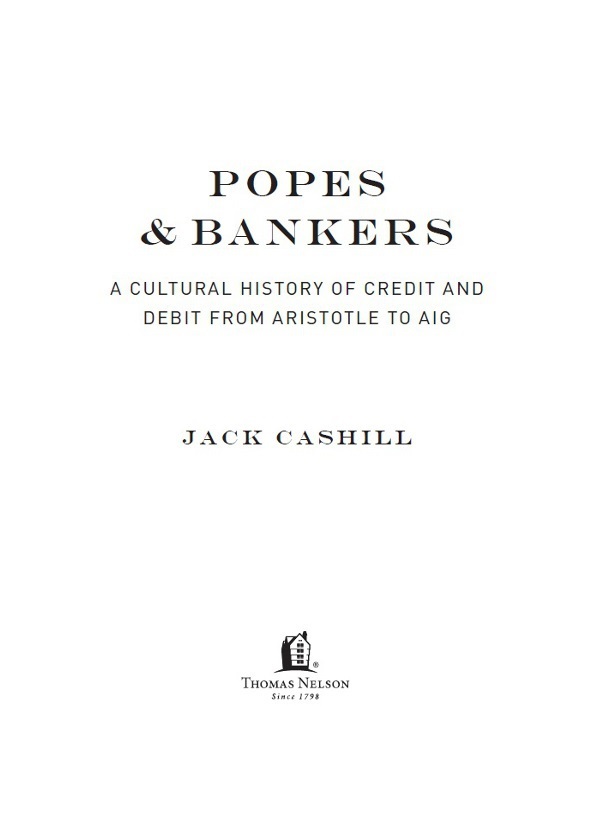 POPES
& BANKERS
A CULTURAL HISTORY OF CREDIT AND
DEBIT FROM ARISTOTLE TO AIG
JACK CASHILL
®
THOMAS NELSON
Since 1798